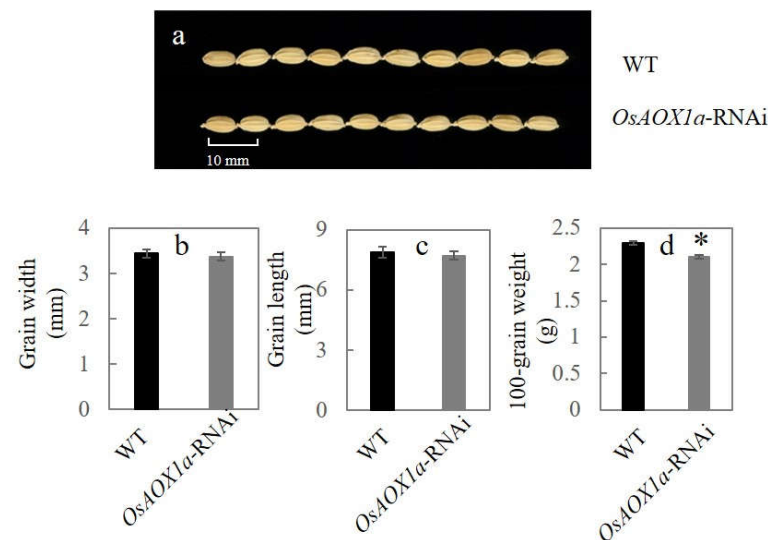 a
WT
OsAOX1a-RNAi
10 mm
b
Grain width
(mm)
4
3
2
1
0
WT
OsAOX1a-RNAi
c
Grain length
(mm)
9
6
3
0
WT
OsAOX1a-RNAi
d
*
100-grain weight
(g)
2.5
2
1.5
1
0.5
0
WT
OsAOX1a-RNAi